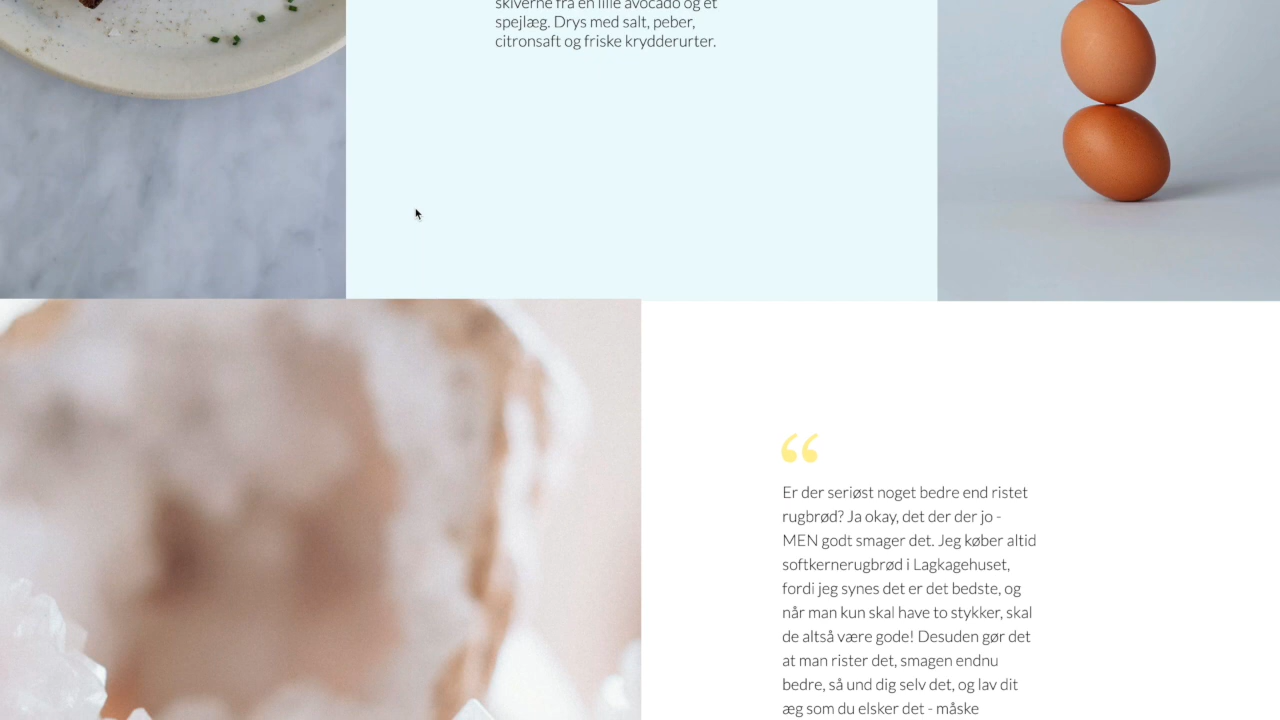 skiverne fra en lille avocado og et
spejlæg. Drys med salt, peber,
citronsaft og friske krydderurter.
“
Er der seriøst noget bedre end ristet
rugbrød? Ja okay, det der der jo -
MEN godt smager det. Jeg køber altid
softkernerugbrød i Lagkagehuset,
fordi jeg synes det er det bedste, og
når man kun skal have to stykker, skal
de altså være gode! Desuden gør det
at man rister det, smagen endnu
bedre, så und dig selv det, og lav dit
æg som du elsker det - måske